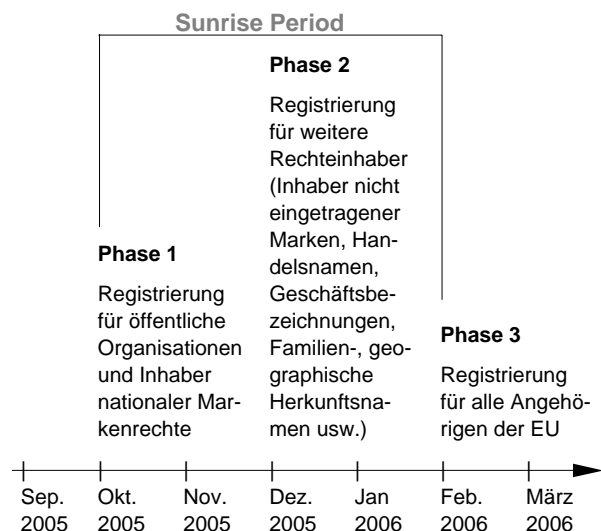 Sunrise Period
Phase 2
Registrierung
für weitere
Rechteinhaber
(Inhaber nicht
eingetragener
Marken, Han-
delsnamen,
Geschäftsbe-
zeichnungen,
Familien-, geo-
graphische
Herkunftsna-
men usw.)
Phase 1
Registrierung
für öffentliche
Organisationen
und Inhaber
nationaler Mar-
kenrechte
Phase 3
Registrierung
für alle Angehö-
rigen der EU
Sep. Okt. Nov. Dez. Jan Feb. März
2005 2005 2005 2005 2006 2006 2006